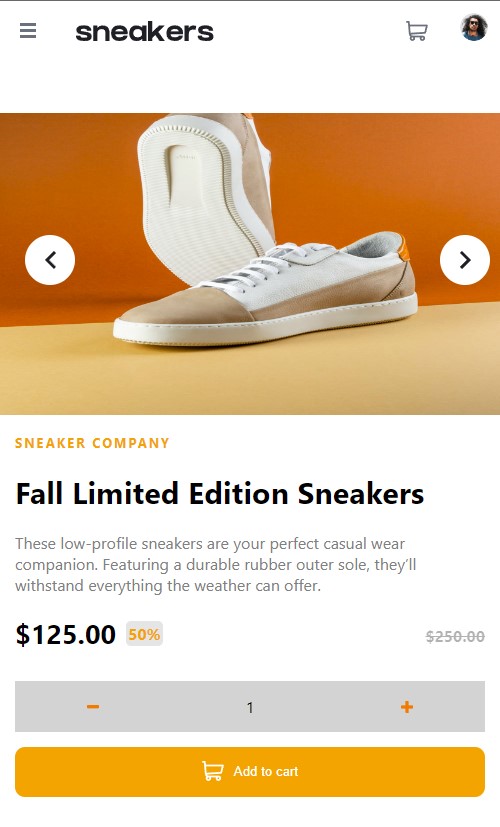 sneakers
SNEAKER COMPANY
Fall Limited Edition Sneakers
These low-profile sneakers are your perfect casual wear
companion. Featuring a durable rubber outer sole, they’ll
withstand everything the weather can offer.
$125.00 50% $250.00
1
Add to cart